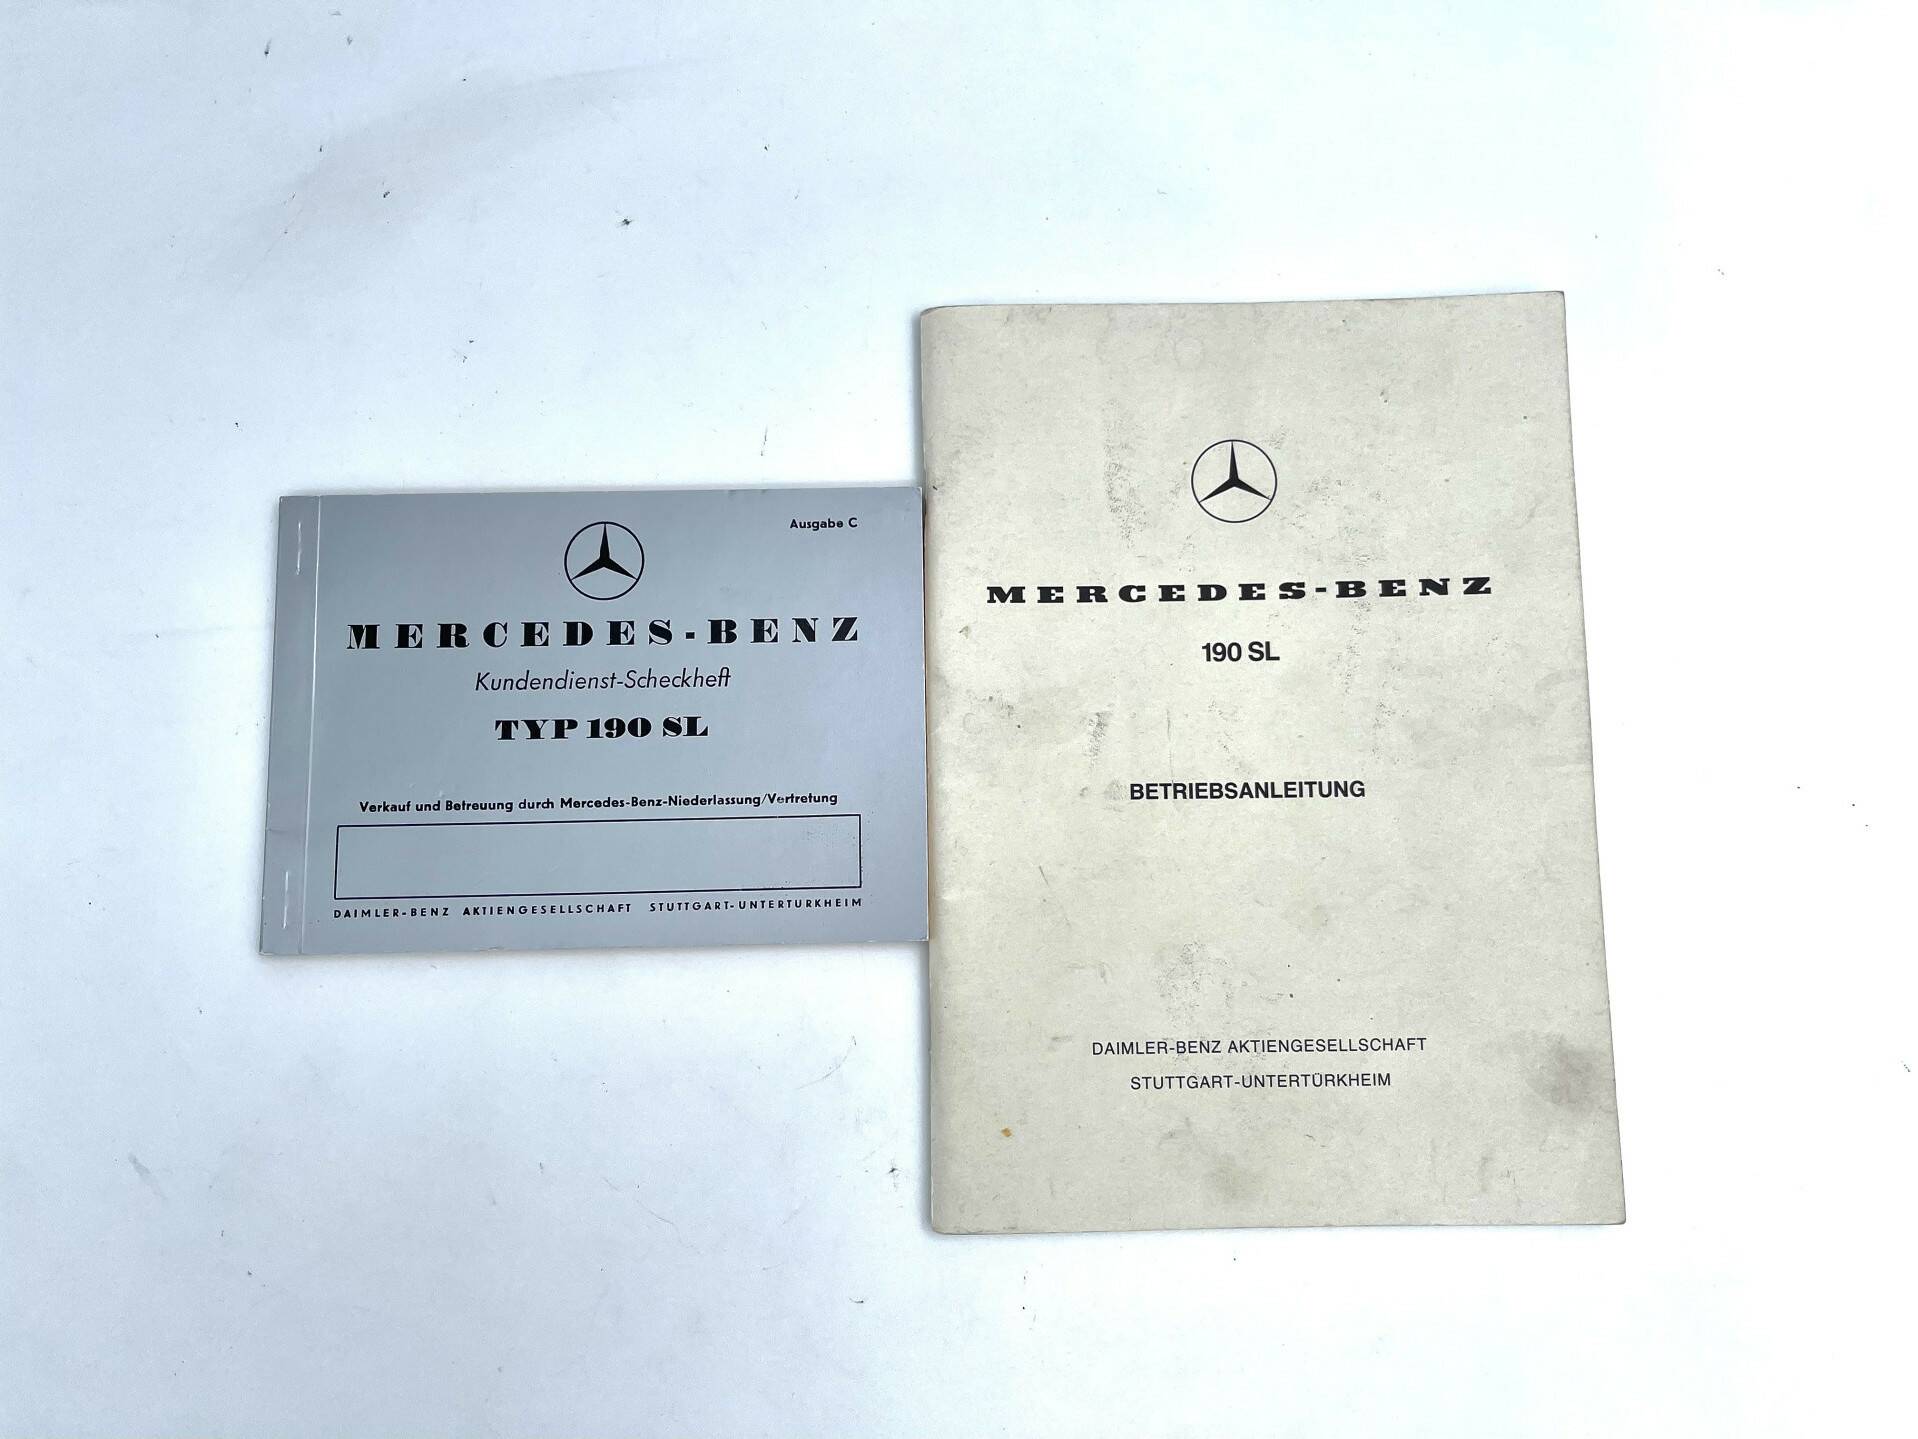 Ausgabe C
MERCEDES-BENZ
Kundendienst-Scheckheft
TYP 190 SL
Verkauf und Betreuung durch Mercedes-Benz-Niederlassung/Vertretung
DAIMLER-BENZ AKTIENGESELLSCHAFT STUTTGART-UNTERTÜRKHEIM
MERCEDES-BENZ
190 SL
BETRIEBSANLEITUNG
DAIMLER-BENZ AKTIENGESELLSCHAFT
STUTTGART-UNTERTÜRKHEIM